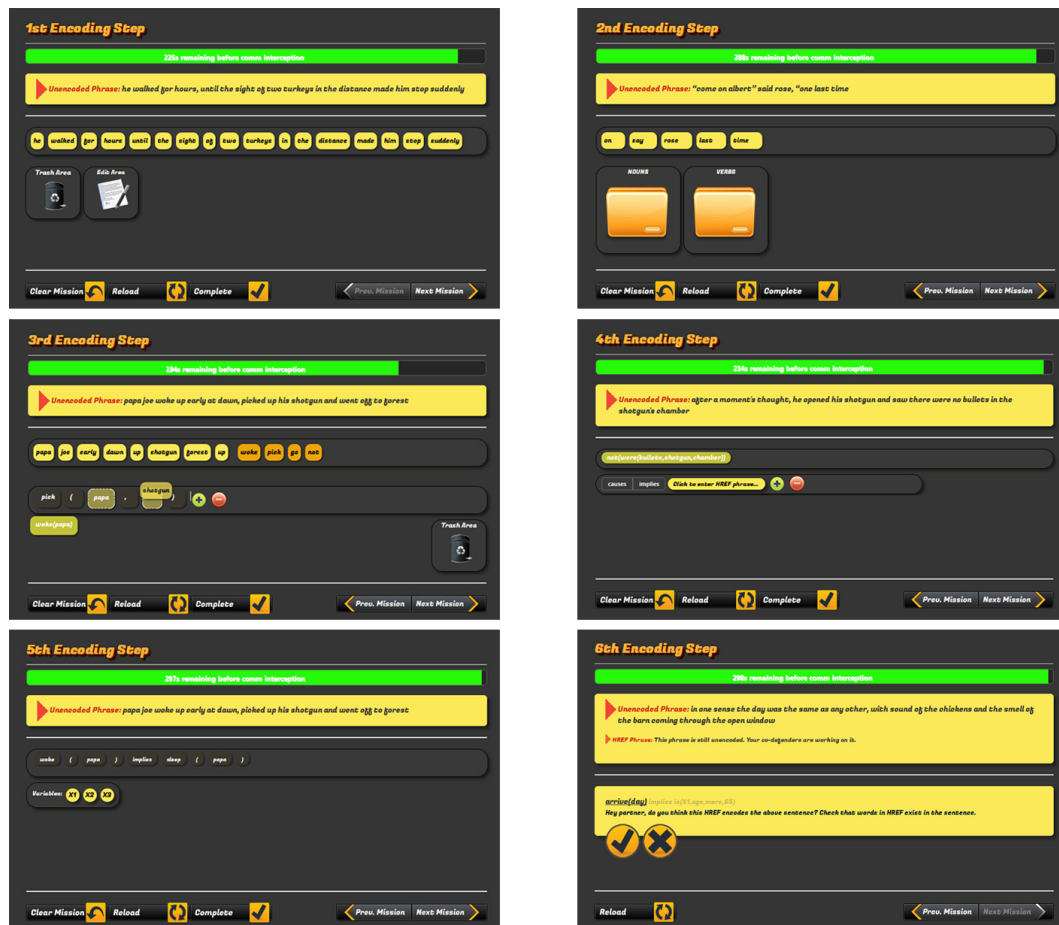 1st Encoding Step
225s remaining before comm interception
Unencoded Phrase: he walked for hours, until the sight of two turkeys in the distance made him stop suddenly
he walked for hours until the sight of two turkeys in the distance made him stop suddenly
Trash Area Edit Area
Clear Mission Reload Complete Prev. Mission Next Mission
2nd Encoding Step
288s remaining before comm interception
Unencoded Phrase: "come on albert" said rose, "one last time
on say rose last time
NOUNS VERBS
Clear Mission Reload Complete Prev. Mission Next Mission
3rd Encoding Step
194s remaining before comm interception
Unencoded Phrase: papa joe woke up early at dawn, picked up his shotgun and went off to forest
papa joe early dawn up shotgun forest up woke pick go not
pick ( papa , shotgun )
woke(papa)
Trash Area
Clear Mission Reload Complete Prev. Mission Next Mission
4th Encoding Step
294s remaining before comm interception
Unencoded Phrase: after a moment's thought, he opened his shotgun and saw there were no bullets in the
shotgun's chamber
not(were(bullets,shotgun,chamber))
causes implies Click to enter HREF phrase...
Clear Mission Reload Complete Prev. Mission Next Mission
5th Encoding Step
297s remaining before comm interception
Unencoded Phrase: papa joe woke up early at dawn, picked up his shotgun and went off to forest
woke ( papa ) implies sleep ( papa )
Variables: X1 X2 X3
Clear Mission Reload Complete Prev. Mission Next Mission
6th Encoding Step
298s remaining before comm interception
Unencoded Phrase: in one sense the day was the same as any other, with sound of the chickens and the smell of
the barn coming through the open window
HREF Phrase: This phrase is still unencoded. Your co-defenders are working on it.
arrive(day) implies
Hey partner, do you think this HREF encodes the above sentence? Check that words in HREF exist in the sentence.
Reload Prev. Mission Next Mission